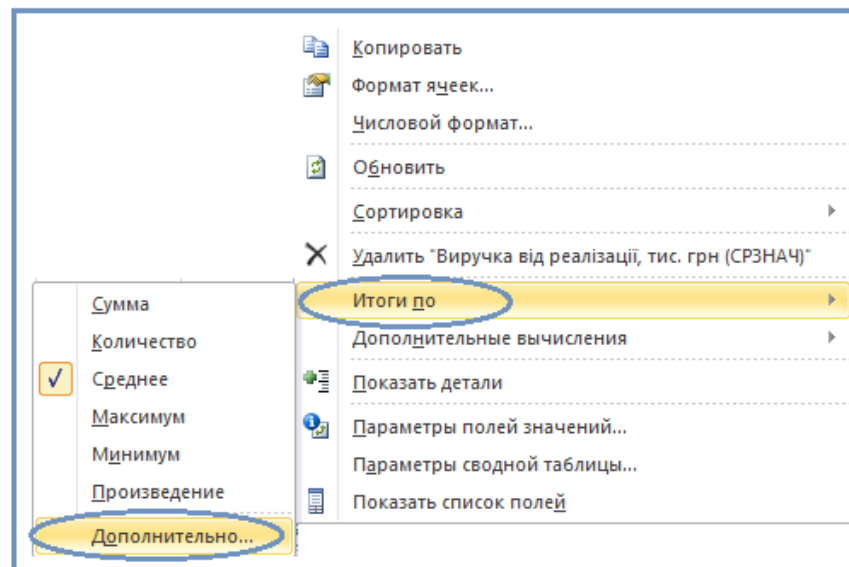 Копировать
Формат ячеек...
Числовой формат...
Обновить
Сортировка
Удалить "Виручка від реалізації, тис. грн (СРЗНАЧ)"
Итоги по
Дополнительные вычисления
Показать детали
Параметры полей значений...
Параметры сводной таблицы...
Показать список полей
Сумма
Количество
Среднее
Максимум
Минимум
Произведение
Дополнительно...